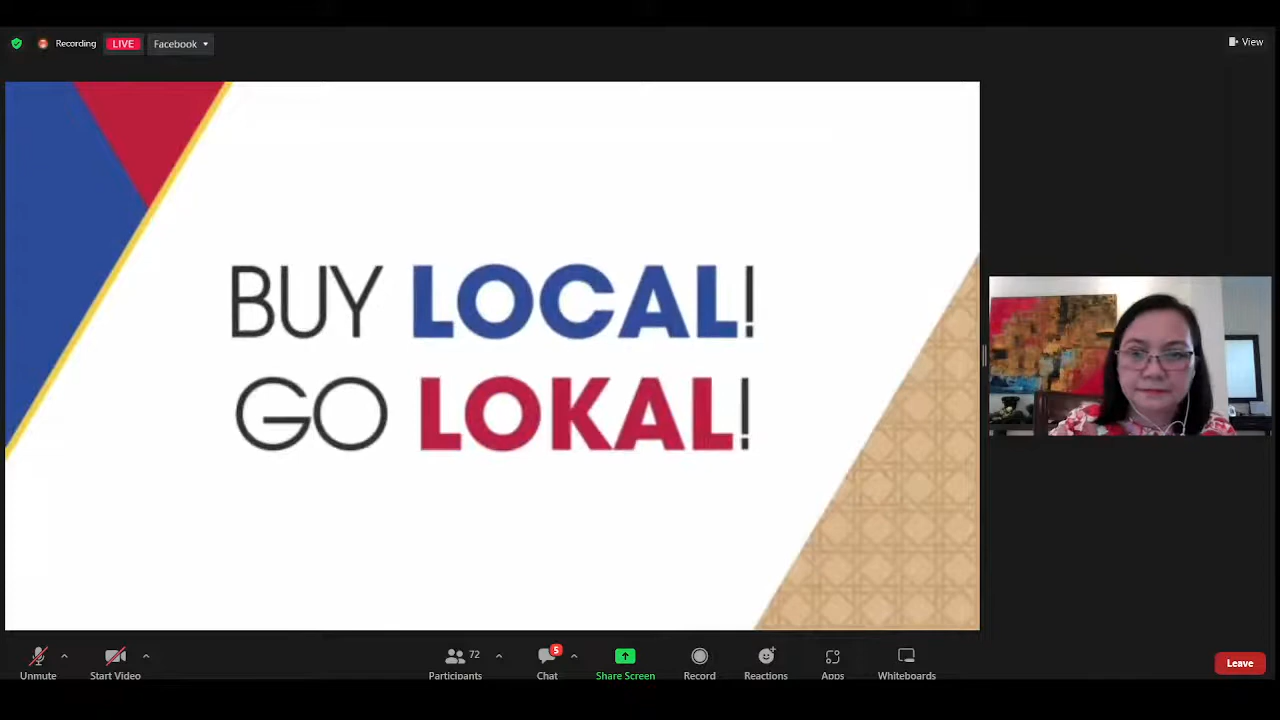 Recording LIVE Facebook
View
BUY LOCAL!
GO LOKAL!
72
5
Unmute Start Video Participants Chat Share Screen Record Reactions Apps Whiteboards
Leave